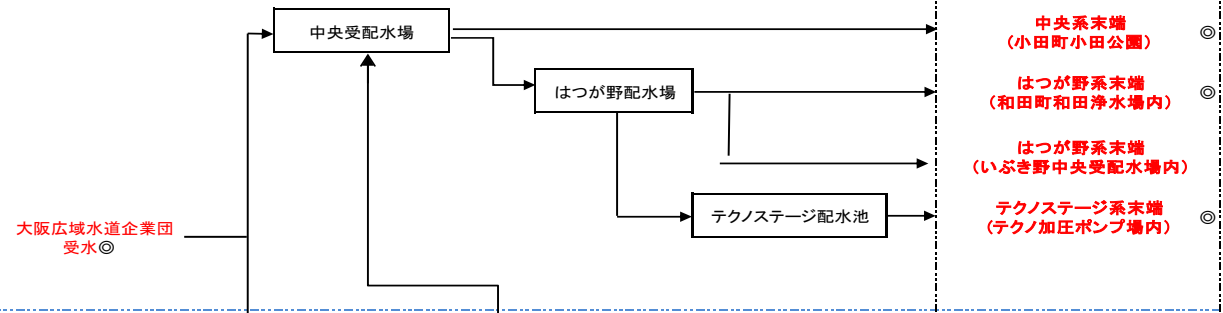 中央受配水場
中央系末端
(小田町小田公園)
◎
はつが野配水場
はつが野系末端
(和田町和田浄水場内)
◎
はつが野系末端
(いぶき野中央受配水場内)
テクノステージ配水池
テクノステージ系末端
(テクノ加圧ポンプ場内)
◎
大阪広域水道企業団
受水◎